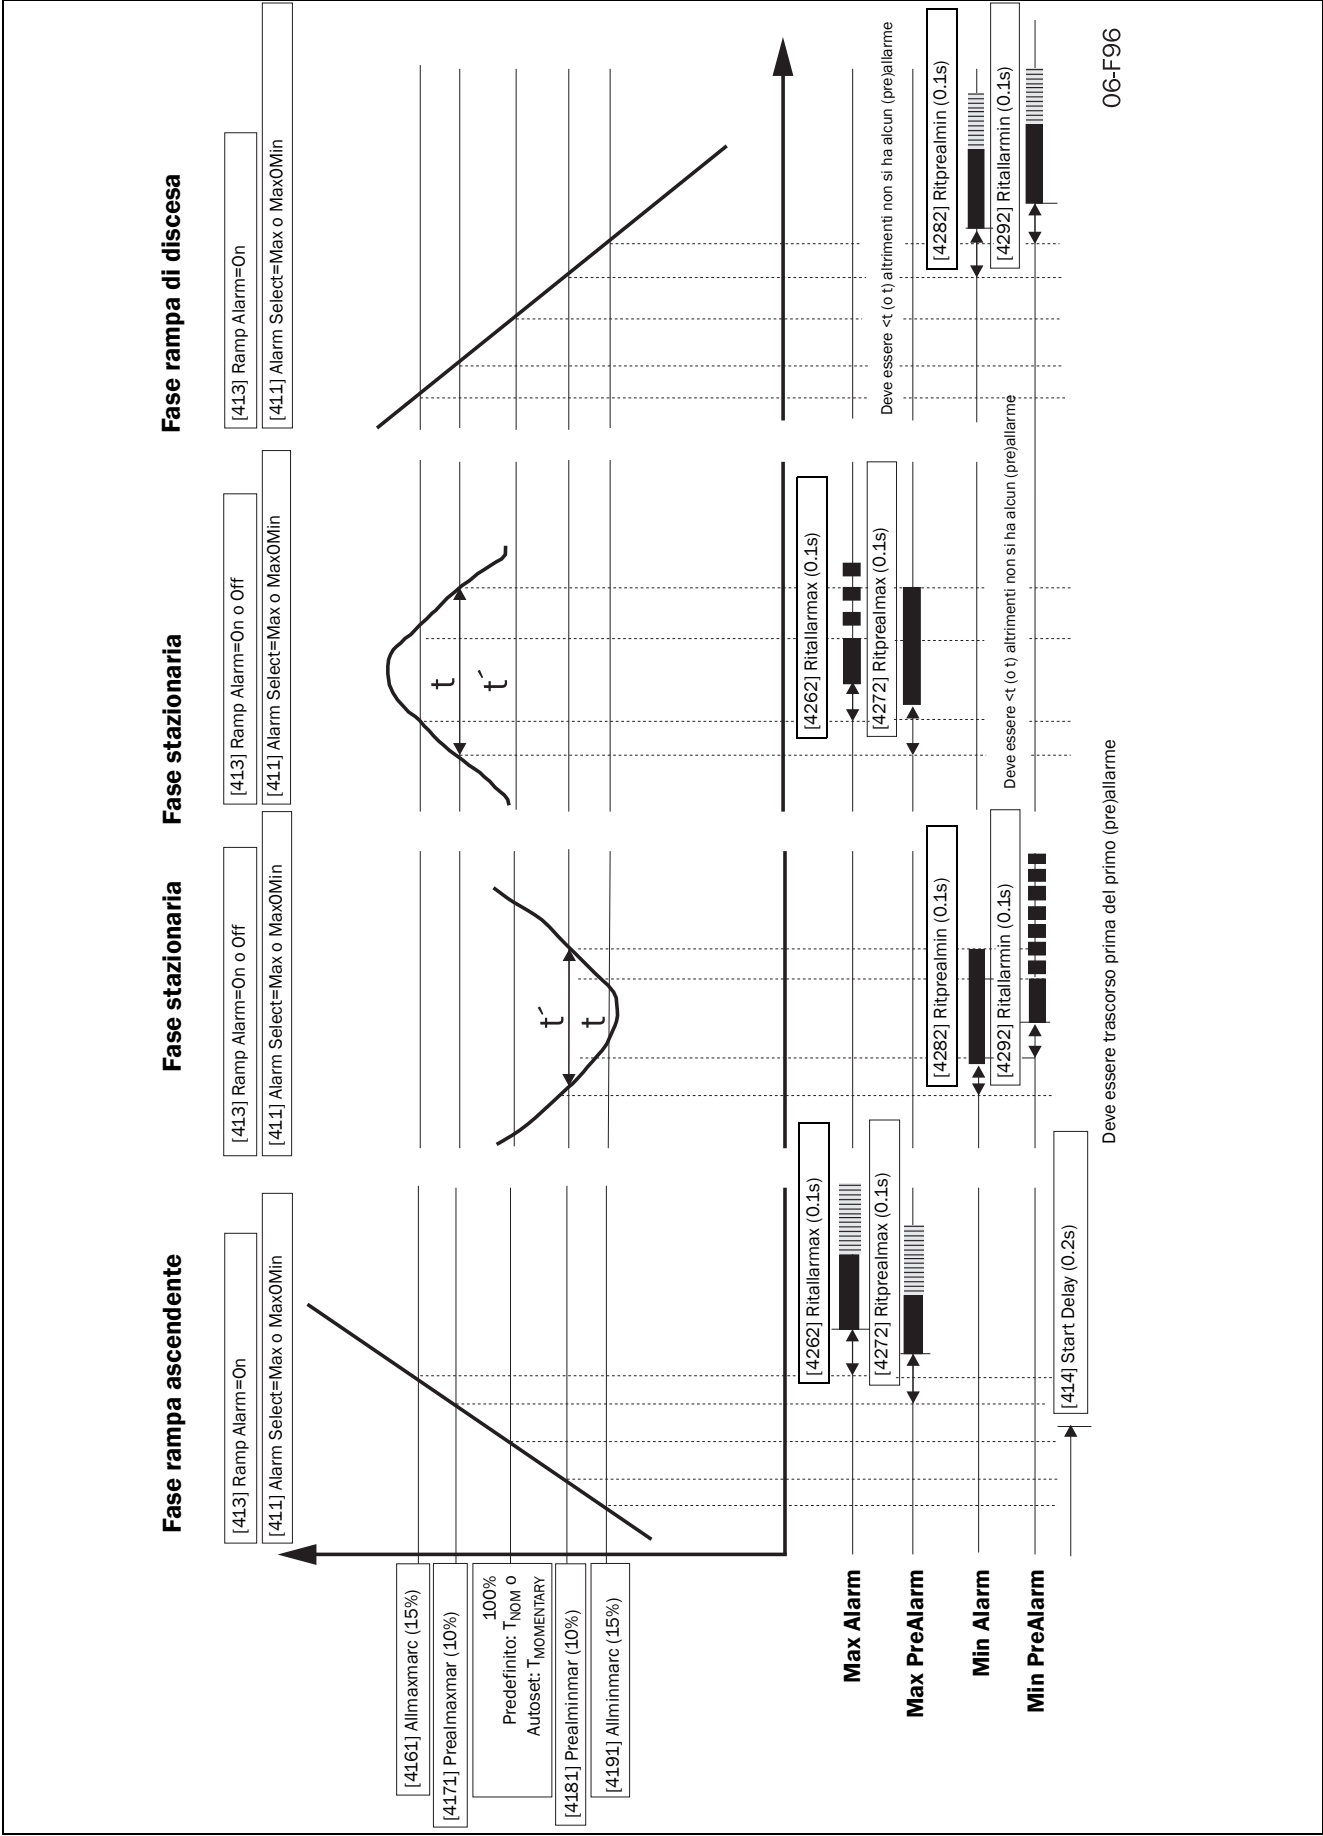 Fase rampa ascendente
[413] Ramp Alarm=On
[411] Alarm Select=Max o Max0Min
Fase stazionaria
[413] Ramp Alarm=On o Off
[411] Alarm Select=Max o Max0Min
Fase stazionaria
[413] Ramp Alarm=On o Off
[411] Alarm Select=Max o Max0Min
Fase rampa di discesa
[413] Ramp Alarm=On
[411] Alarm Select=Max o Max0Min
[4161] Allmaxmarc (15%)
[4171] Prealmaxmar (10%)
100%
Predefinito: TNOM o
Autoset: TMOMENTARY
[4181] Prealminmar (10%)
[4191] Allminmarc (15%)
t´
t
t
t´
Max Alarm
[4262] Ritallarmax (0.1s)
[4262] Ritallarmax (0.1s)
Max PreAlarm
[4272] Ritprealmax (0.1s)
[4272] Ritprealmax (0.1s)
Deve essere <t (o t) altrimenti non si ha alcun (pre)allarme
Min Alarm
[4282] Ritprealmin (0.1s)
[4282] Ritprealmin (0.1s)
Min PreAlarm
[4292] Ritallarmin (0.1s)
Deve essere <t (o t) altrimenti non si ha alcun (pre)allarme
[4292] Ritallarmin (0.1s)
[414] Start Delay (0.2s)
Deve essere trascorso prima del primo (pre)allarme
06-F96